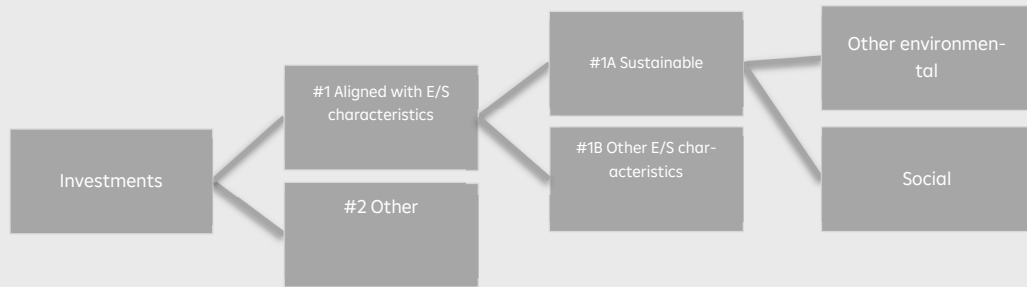 Investments
#1 Aligned with E/S
characteristics
#2 Other
#1A Sustainable
#1B Other E/S char-
acteristics
Other environmen-
tal
Social